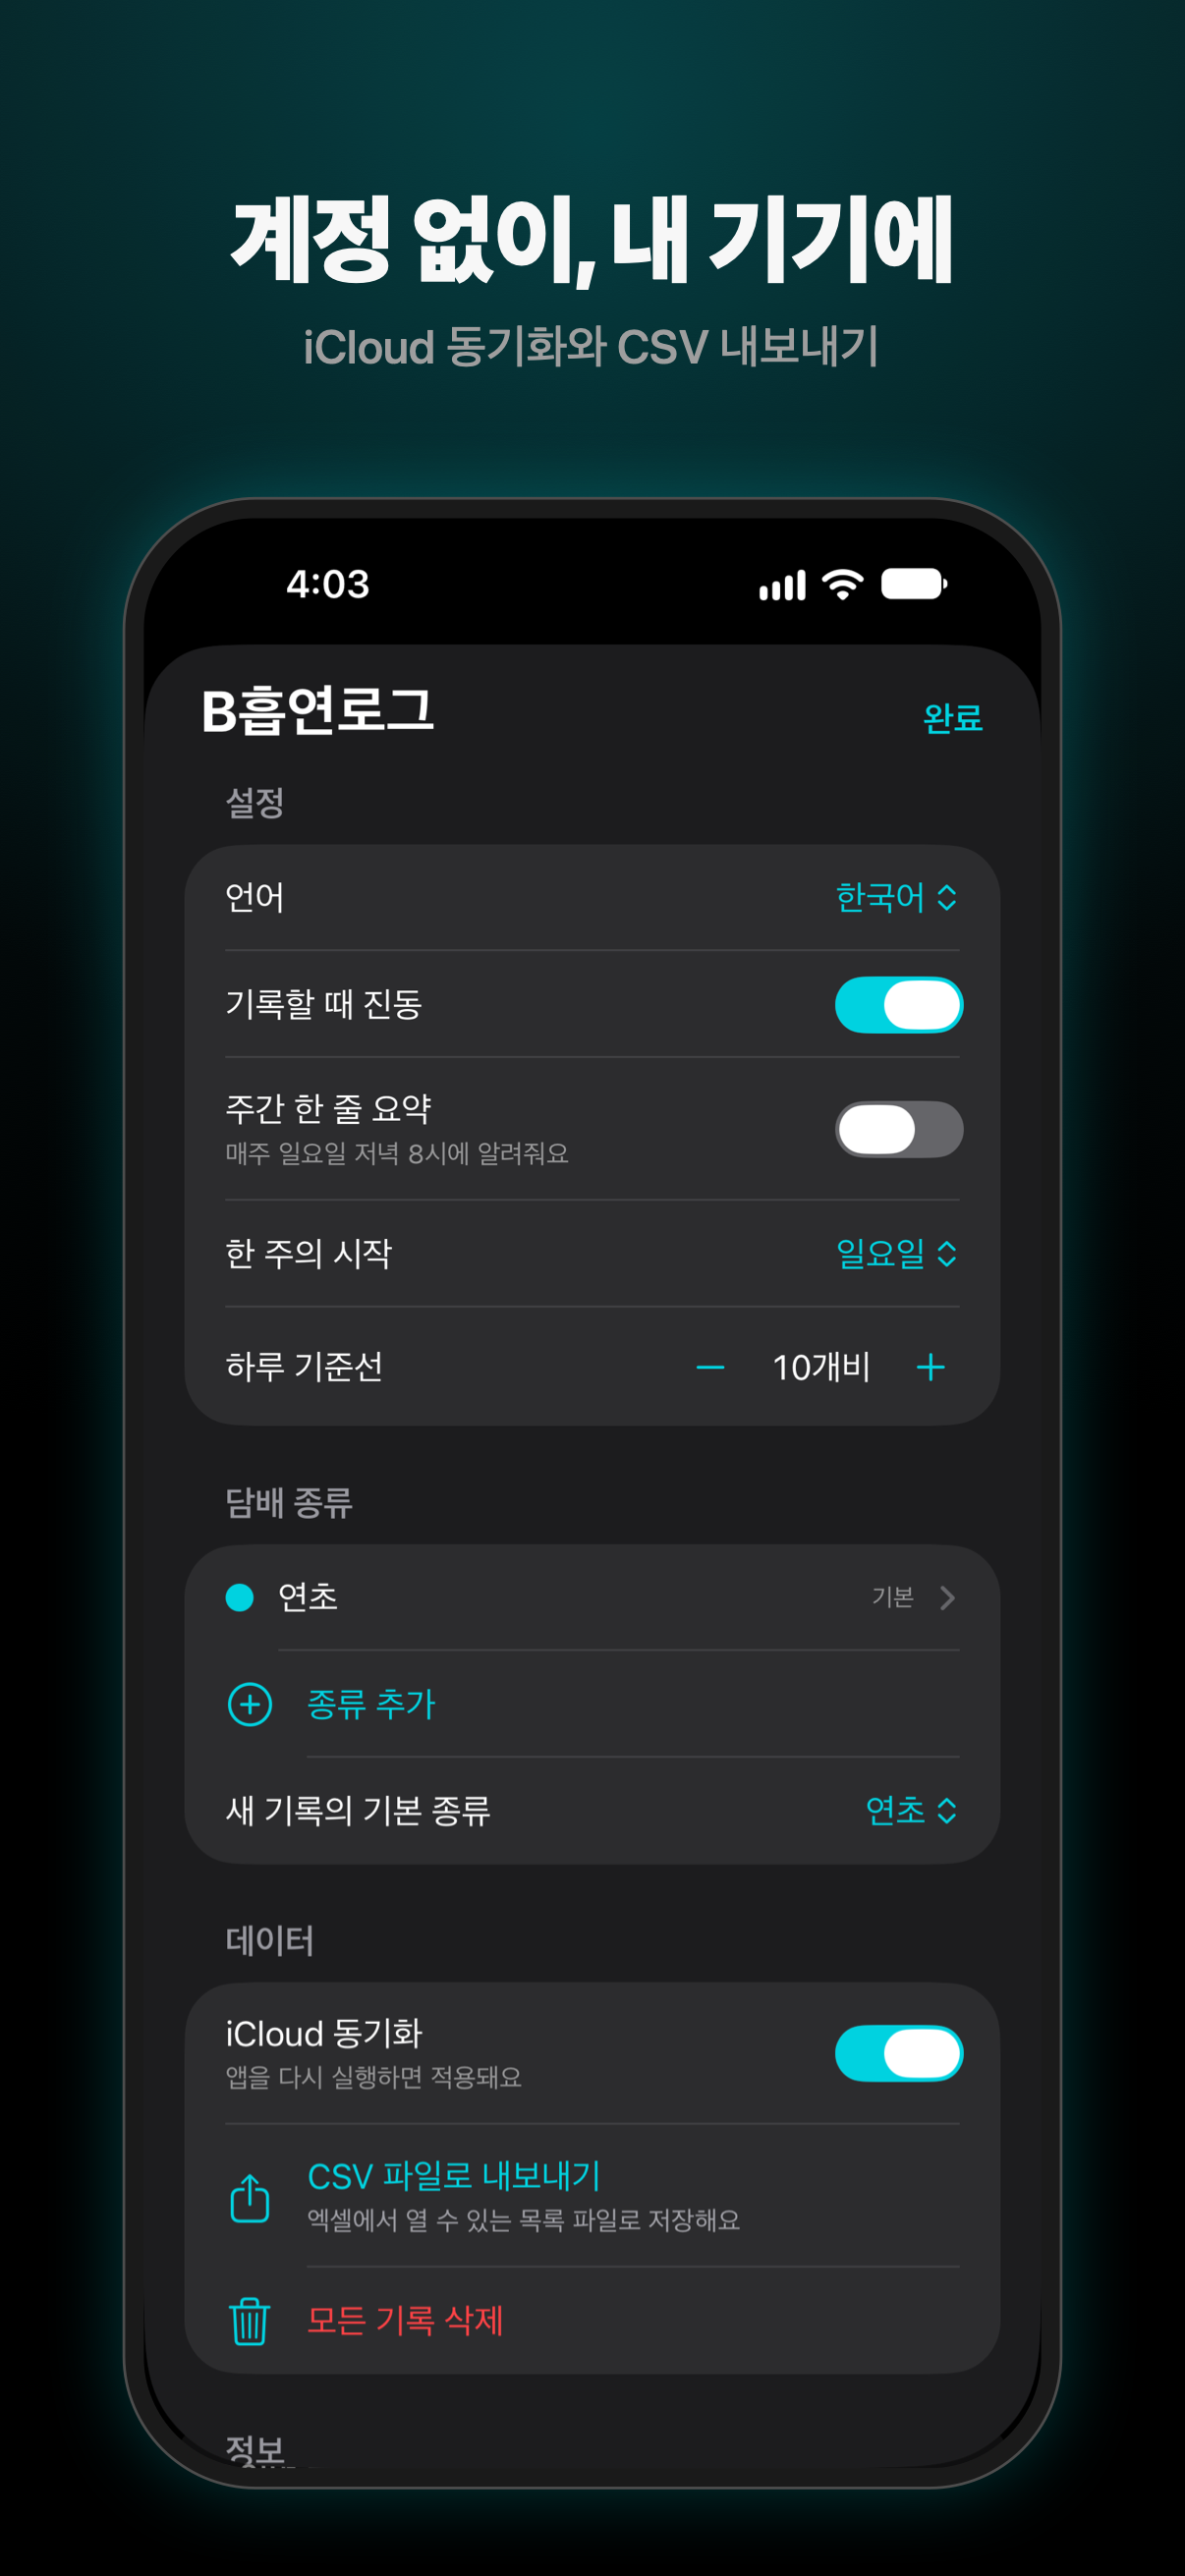 계정 없이, 내 기기에
iCloud 동기화와 CSV 내보내기
4:03
B흡연로그
완료
설정
언어
한국어
기록할 때 진동
주간 한 줄 요약
매주 일요일 저녁 8시에 알려줘요
한 주의 시작
일요일
하루 기준선
10개비
담배 종류
연초
기본
종류 추가
새 기록의 기본 종류
연초
데이터
iCloud 동기화
앱을 다시 실행하면 적용돼요
CSV 파일로 내보내기
엑셀에서 열 수 있는 목록 파일로 저장해요
모든 기록 삭제
정보